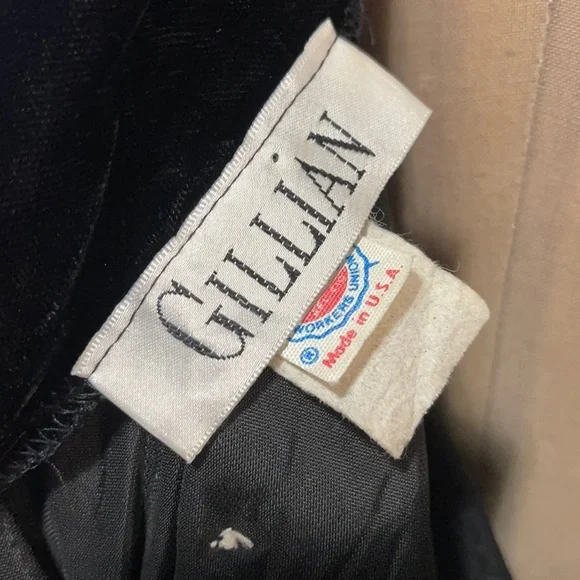 GILLIAN
WORKERS UNION
®
Made in U.S.A.